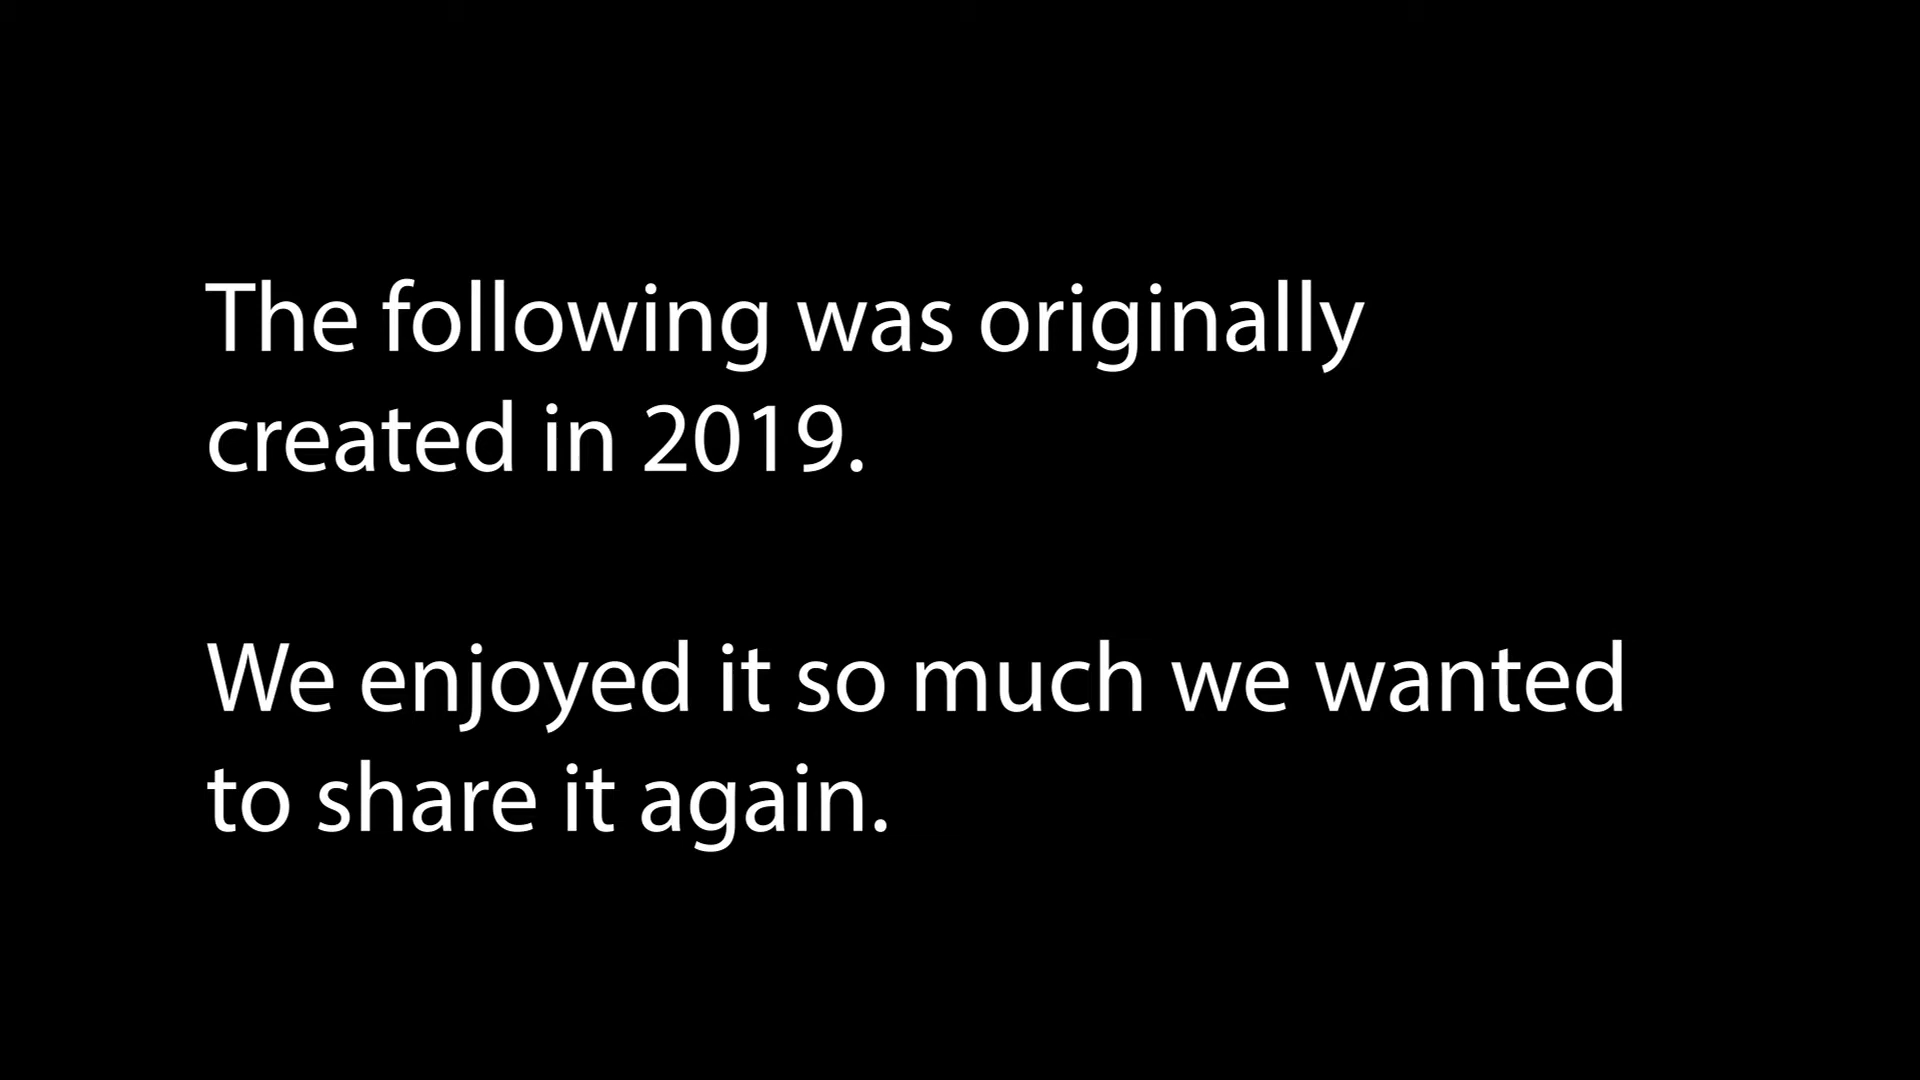 The following was originally
created in 2019.
We enjoyed it so much we wanted
to share it again.